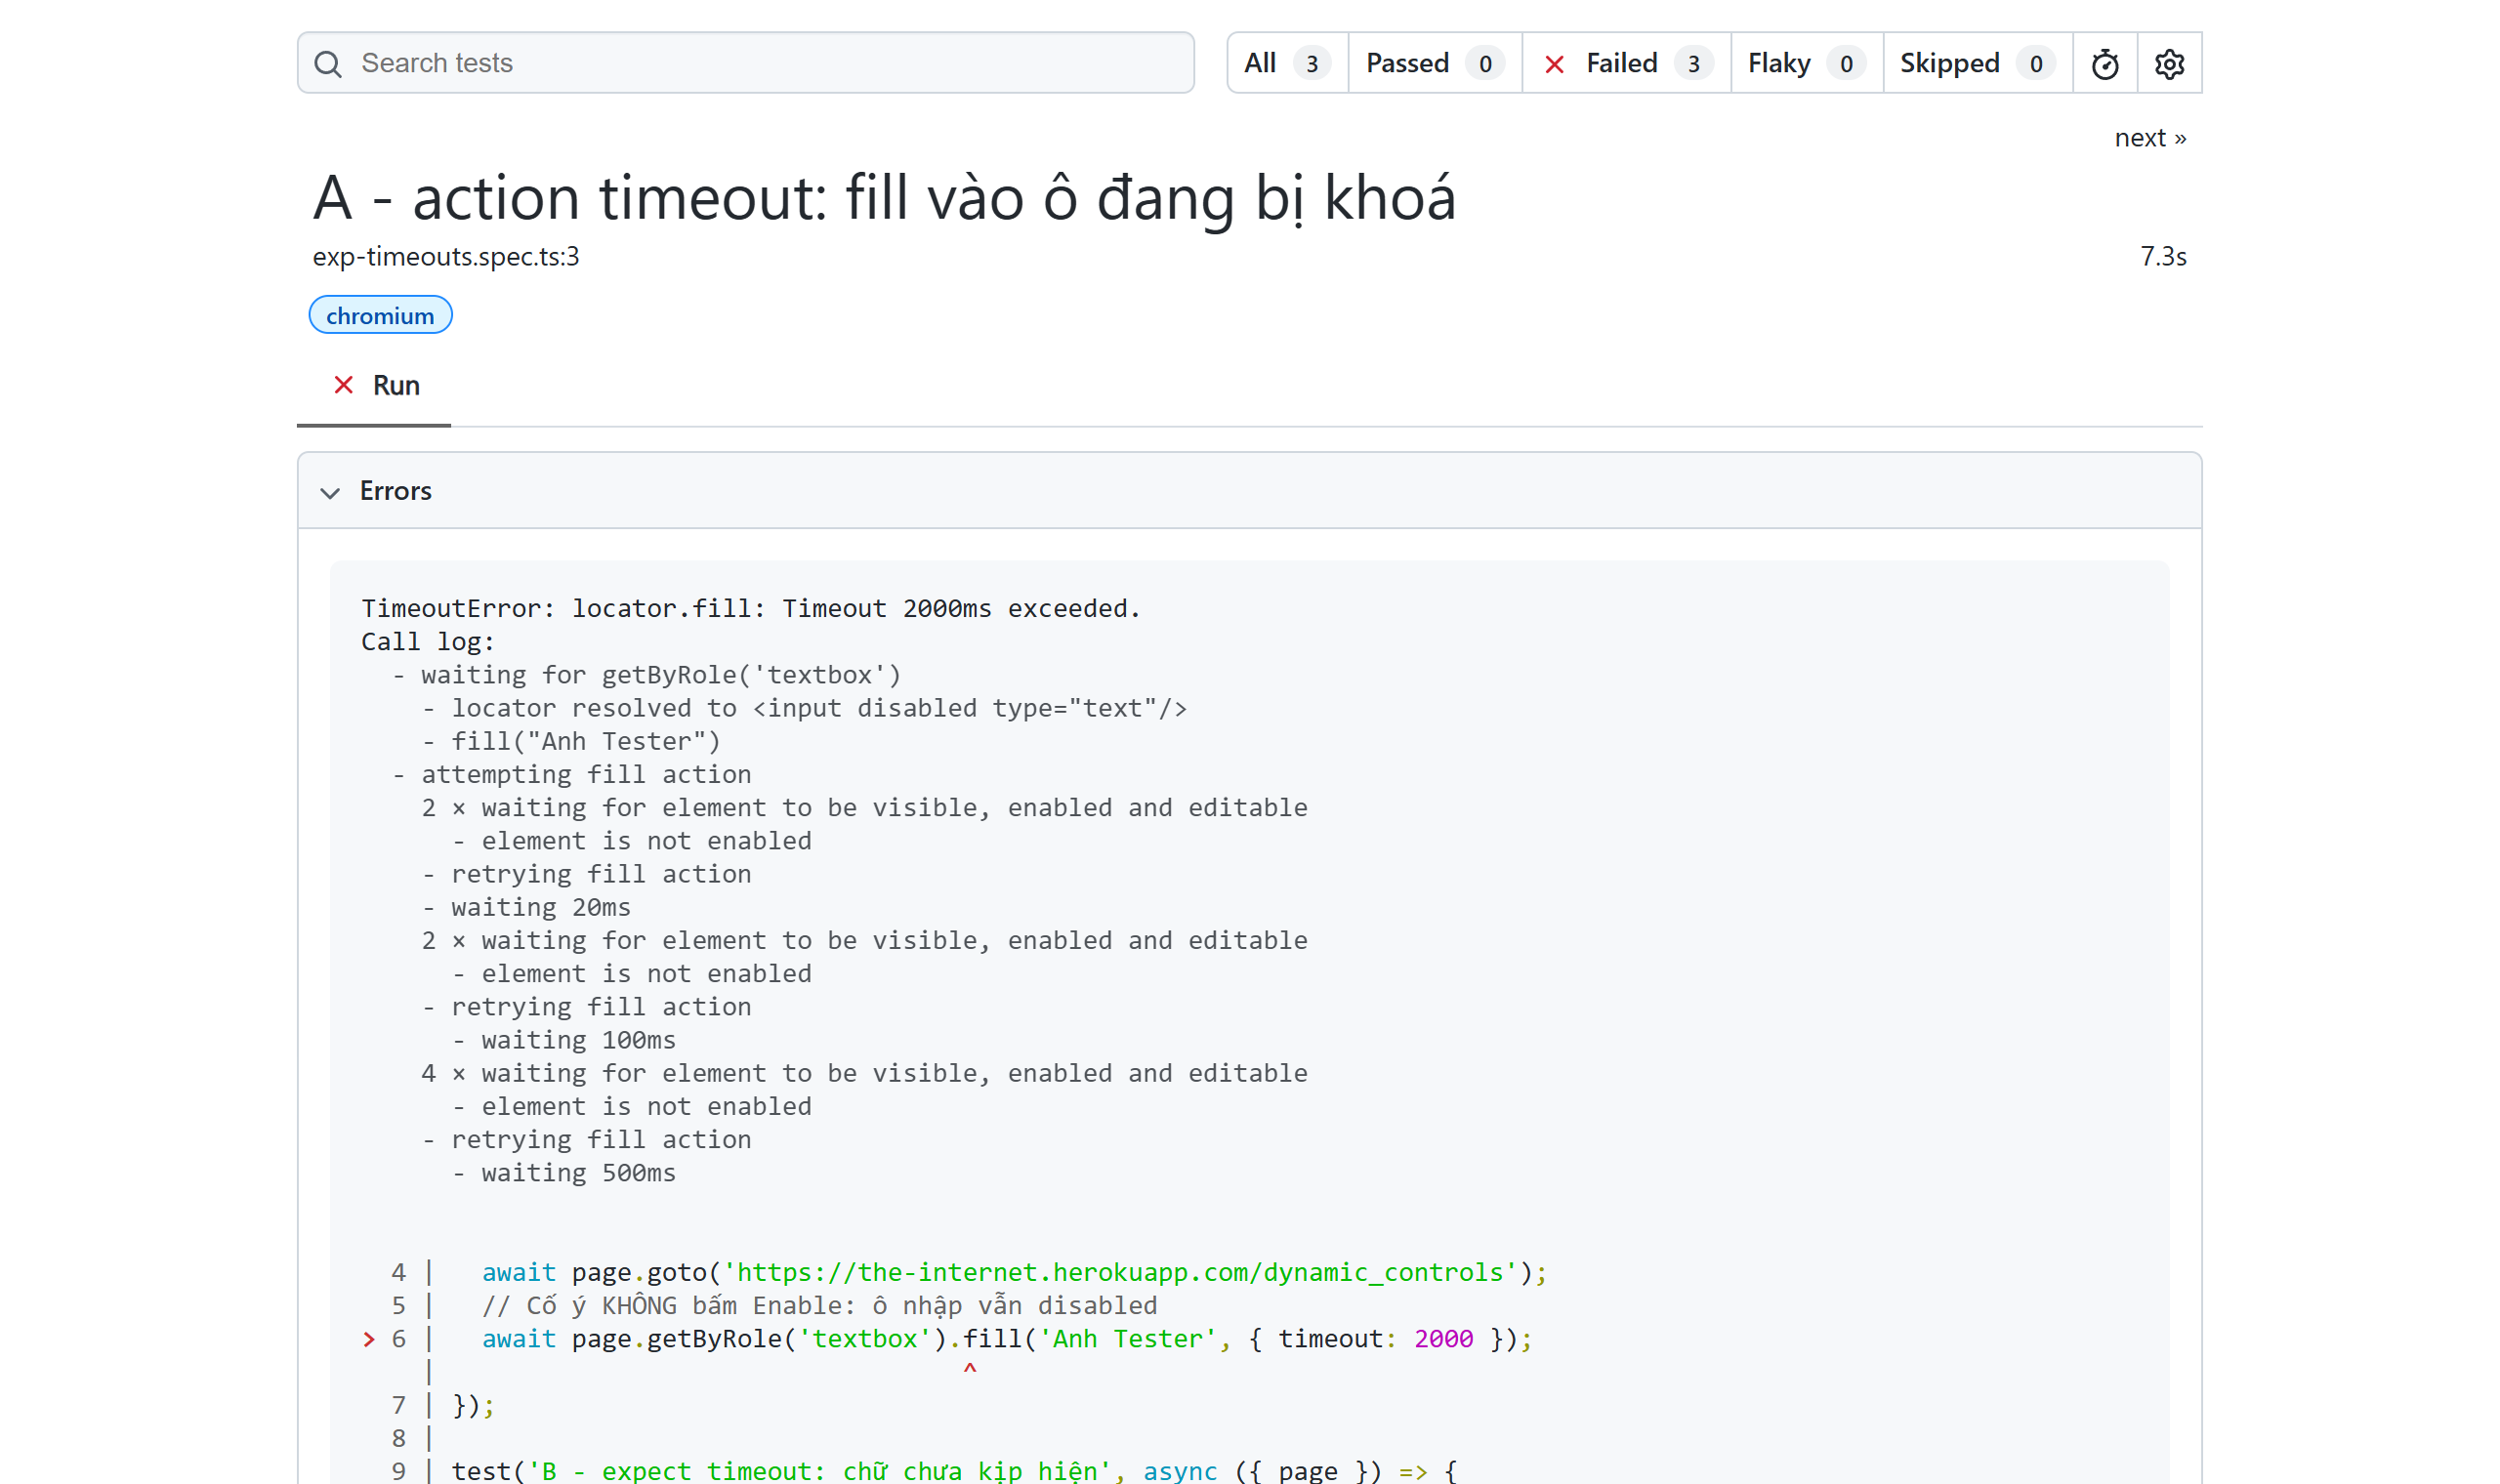 Search tests
All 3 Passed 0 Failed 3 Flaky 0 Skipped 0
next »
A - action timeout: fill vào ô đang bị khoá
exp-timeouts.spec.ts:3 7.3s
chromium
Run
Errors
TimeoutError: locator.fill: Timeout 2000ms exceeded.
Call log:
  - waiting for getByRole('textbox')
    - locator resolved to <input disabled type="text"/>
    - fill("Anh Tester")
  - attempting fill action
    2 × waiting for element to be visible, enabled and editable
      - element is not enabled
    - retrying fill action
    - waiting 20ms
    2 × waiting for element to be visible, enabled and editable
      - element is not enabled
    - retrying fill action
      - waiting 100ms
    4 × waiting for element to be visible, enabled and editable
      - element is not enabled
    - retrying fill action
      - waiting 500ms
  4 |   await page.goto('https://the-internet.herokuapp.com/dynamic_controls');
  5 |   // Cố ý KHÔNG bấm Enable: ô nhập vẫn disabled
> 6 |   await page.getByRole('textbox').fill('Anh Tester', { timeout: 2000 });
    |                                   ^
  7 | });
  8 |
  9 | test('B - expect timeout: chữ chưa kịp hiện', async ({ page }) => {